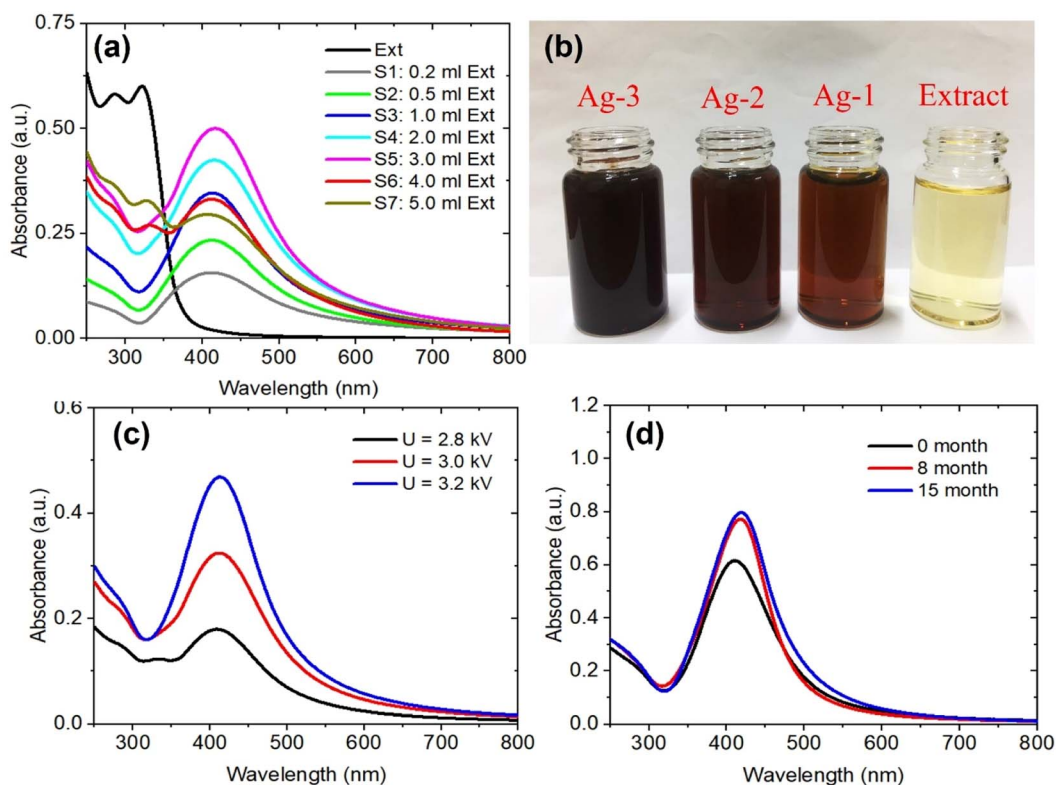 (a)
Ext
S1: 0.2 ml Ext
S2: 0.5 ml Ext
S3: 1.0 ml Ext
S4: 2.0 ml Ext
S5: 3.0 ml Ext
S6: 4.0 ml Ext
S7: 5.0 ml Ext
0.75
0.50
0.25
0.00
Absorbance (a.u.)
300 400 500 600 700 800
Wavelength (nm)
(b)
Ag-3 Ag-2 Ag-1 Extract
(c)
U = 2.8 kV
U = 3.0 kV
U = 3.2 kV
0.6
0.4
0.2
0.0
Absorbance (a.u.)
300 400 500 600 700 800
Wavelength (nm)
(d)
0 month
8 month
15 month
1.2
1.0
0.8
0.6
0.4
0.2
0.0
Absorbance (a.u.)
300 400 500 600 700 800
Wavelength (nm)